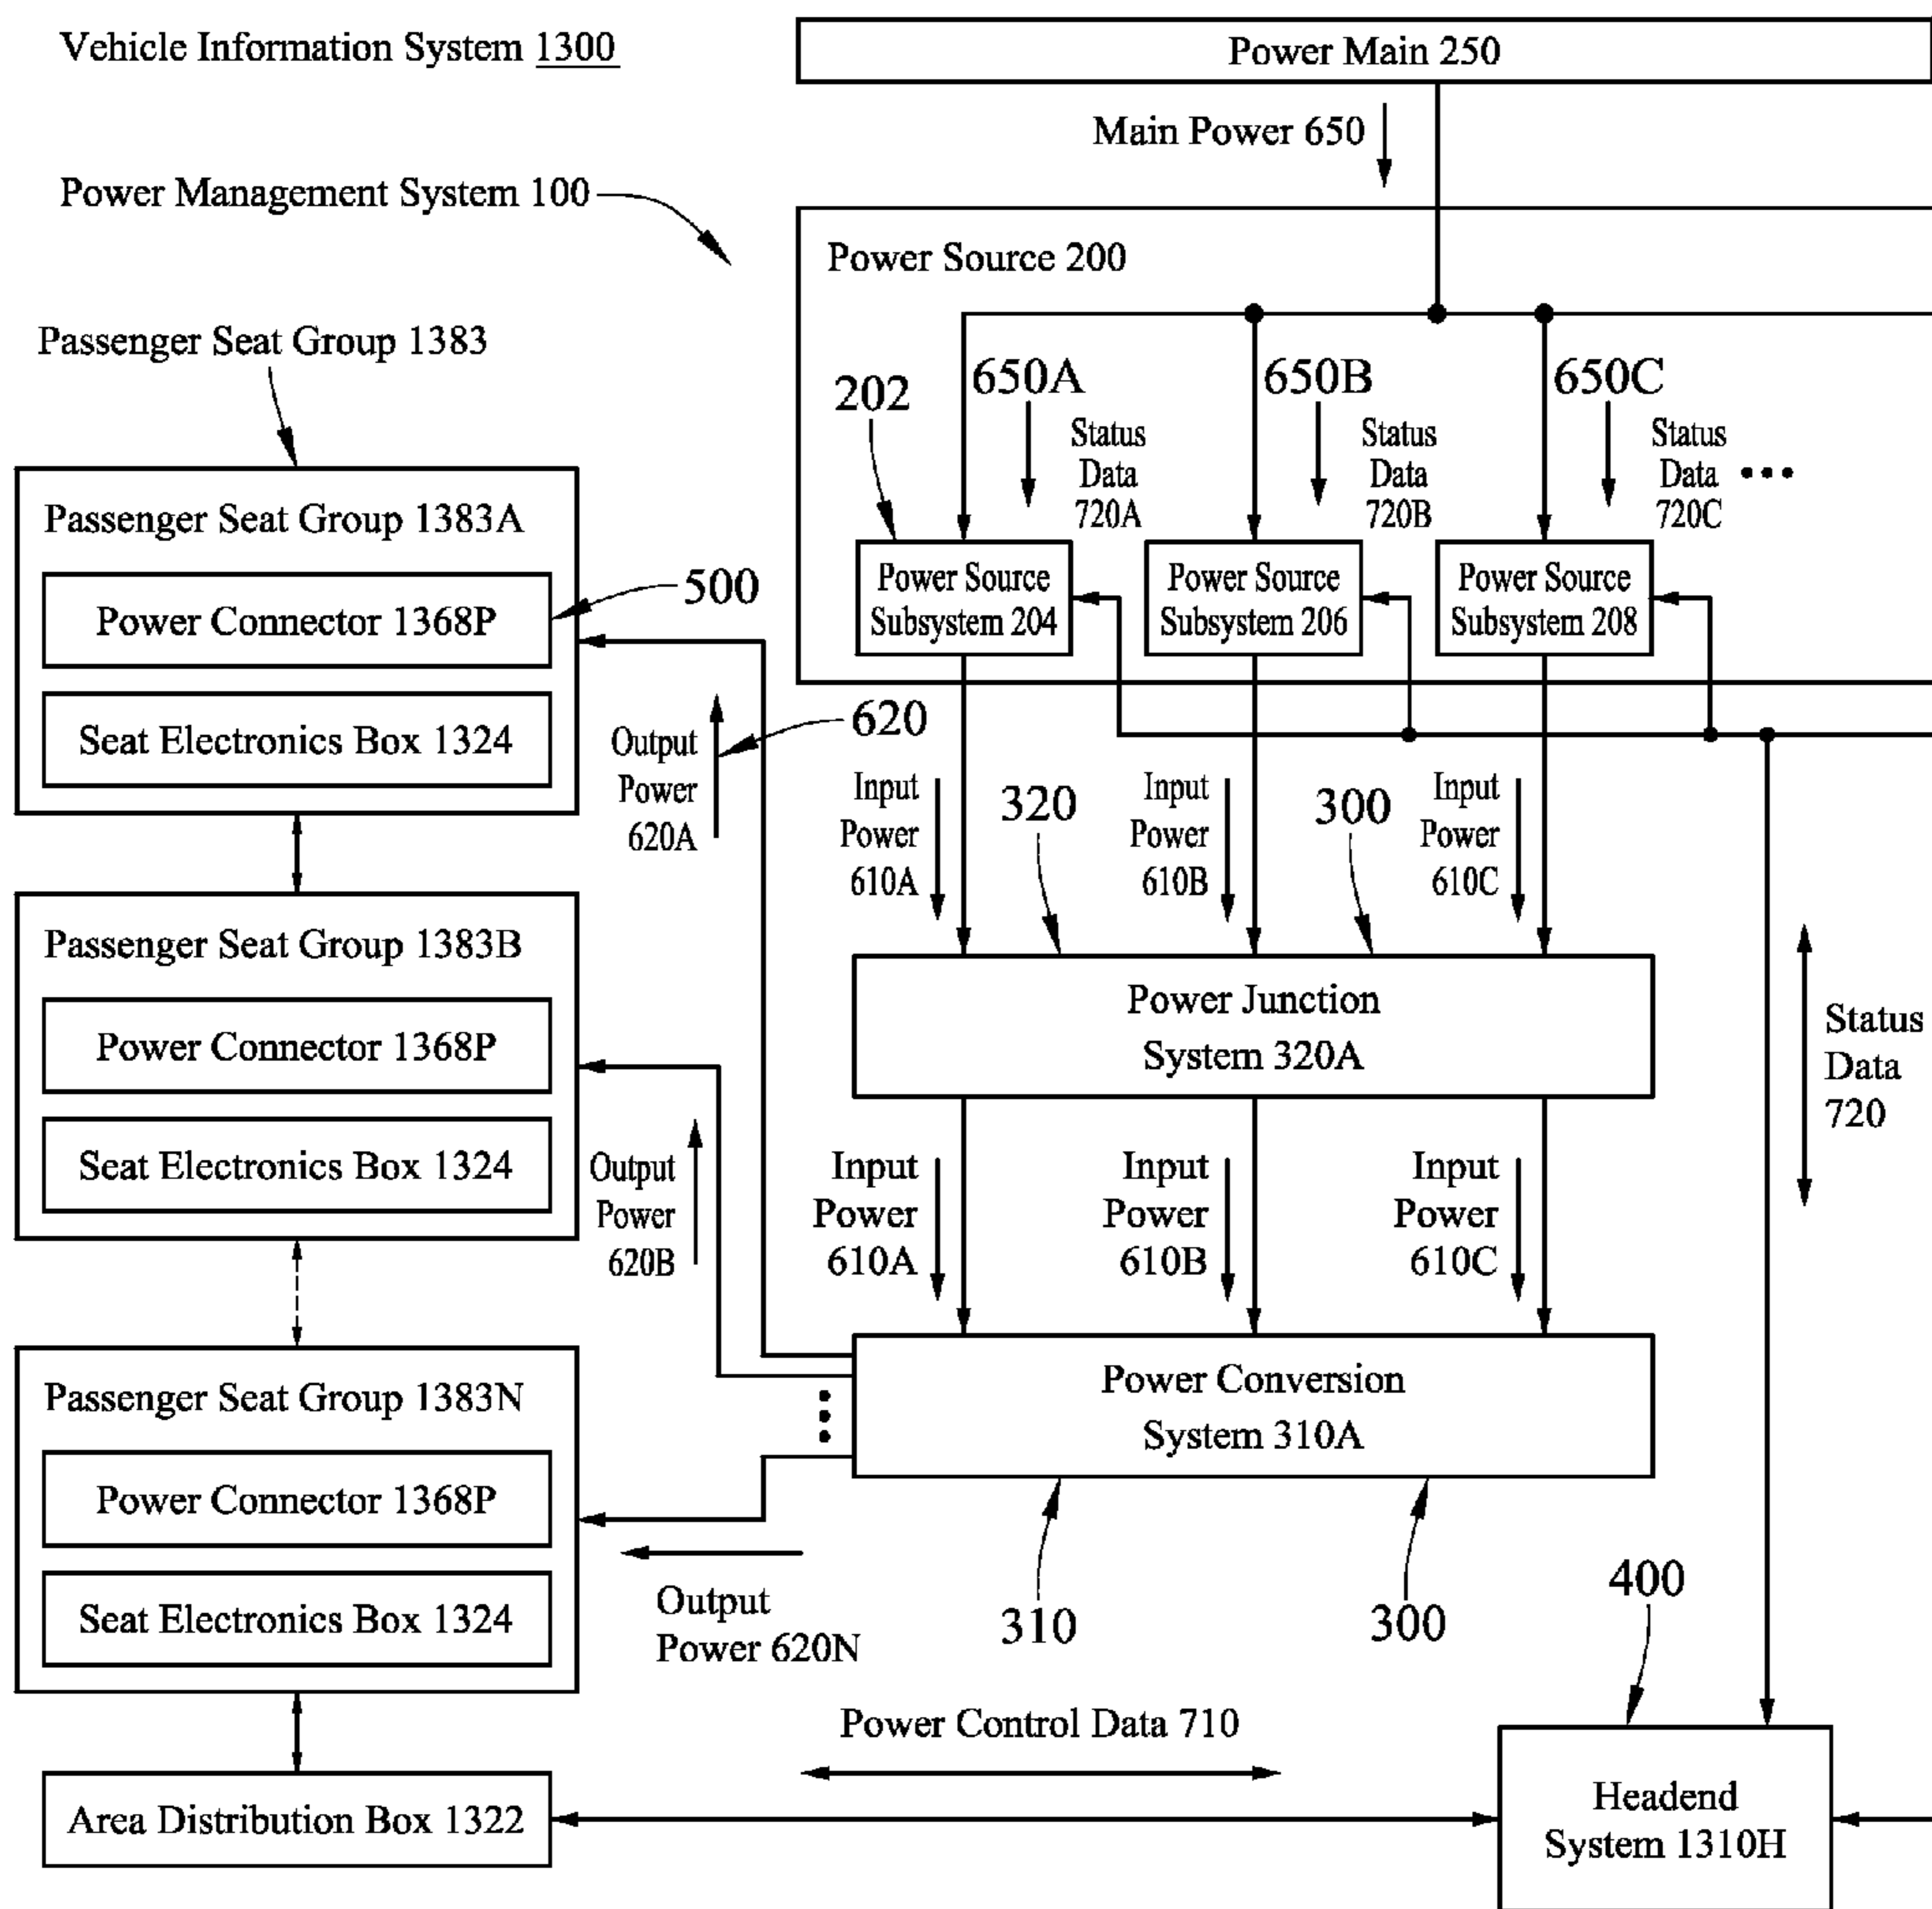 Vehicle Information System 1300
Power Main 250
Main Power 650
Power Management System 100
Power Source 200
Passenger Seat Group 1383
202
650A
650B
650C
Status
Data
720A
Status
Data
720B
Status
Data
720C
Power Source
Subsystem 204
Power Source
Subsystem 206
Power Source
Subsystem 208
Passenger Seat Group 1383A
Power Connector 1368P
Seat Electronics Box 1324
500
Output
Power
620A
620
Input
Power
610A
320
Input
Power
610B
300
Input
Power
610C
Power Junction
System 320A
Status
Data
720
Passenger Seat Group 1383B
Power Connector 1368P
Seat Electronics Box 1324
Output
Power
620B
Input
Power
610A
Input
Power
610B
Input
Power
610C
Power Conversion
System 310A
Passenger Seat Group 1383N
Power Connector 1368P
Seat Electronics Box 1324
Output
Power 620N
310
300
400
Power Control Data 710
Area Distribution Box 1322
Headend
System 1310H